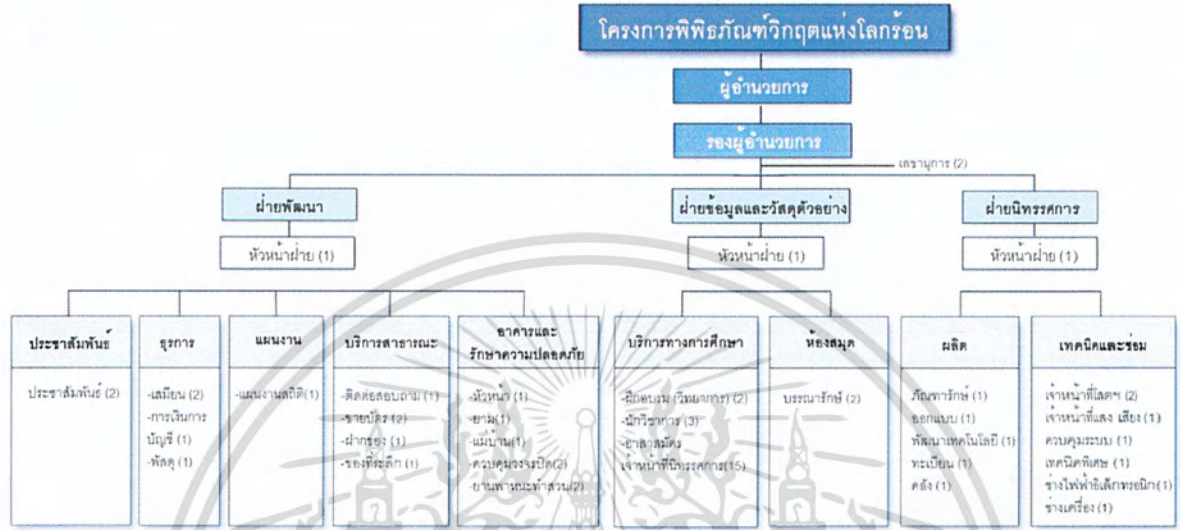 โครงการพิพิธภัณฑ์วิกฤตแห่งโลกร้อน
ผู้อำนวยการ
รองผู้อำนวยการ
เลขานุการ (2)
ฝ่ายพัฒนา
หัวหน้าฝ่าย (1)
ฝ่ายข้อมูลและวัสดุตัวอย่าง
หัวหน้าฝ่าย (1)
ฝ่ายนิทรรศการ
หัวหน้าฝ่าย (1)
ประชาสัมพันธ์
ประชาสัมพันธ์ (2)
ธุรการ
-เสมียน (2)
-การเงินการ
บัญชี (1)
-พัสดุ (1)
แผนงาน
-แผนงานสถิติ(1)
บริการสาธารณะ
-ติดต่อสอบถาม (1)
-ขายบัตร (2)
-ฝากของ (1)
-ของที่ระลึก (1)
อาคารและ
รักษาความปลอดภัย
-หัวหน้า (1)
-ยาม(1)
-แม่บ้าน(1)
-ควบคุมวงจรปิด(2)
-ยานพาหนะทำสวน(2)
บริการทางการศึกษา
-ฝึกอบรม (วิทยากร) (2)
-นักวิชาการ (3)
-อาสาสมัคร
เจ้าหน้าที่นิทรรศการ(15)
ห้องสมุด
บรรณารักษ์ (2)
ผลิต
ภัณฑารักษ์ (1)
ออกแบบ (1)
พัฒนาเทคโนโลยี (1)
ทะเบียน (1)
คลัง (1)
เทคนิคและซ่อม
เจ้าหน้าที่โสตฯ (2)
เจ้าหน้าที่แสง เสียง (1)
ควบคุมระบบ (1)
เทคนิคพิเศษ (1)
ช่างไฟฟ้าอิเล็กทรอนิก(1)
ช่างเครื่อง (1)